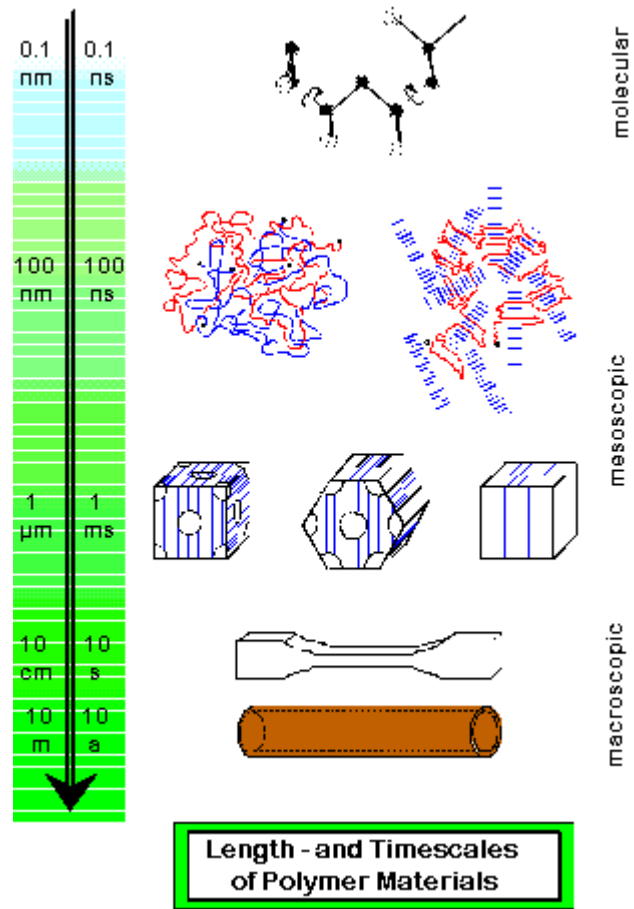 0.1 0.1
nm ns
molecular
100 100
nm ns
mesoscopic
1 1
µm ms
10 10
cm s
macroscopic
10 10
m a
Length - and Timescales
of Polymer Materials